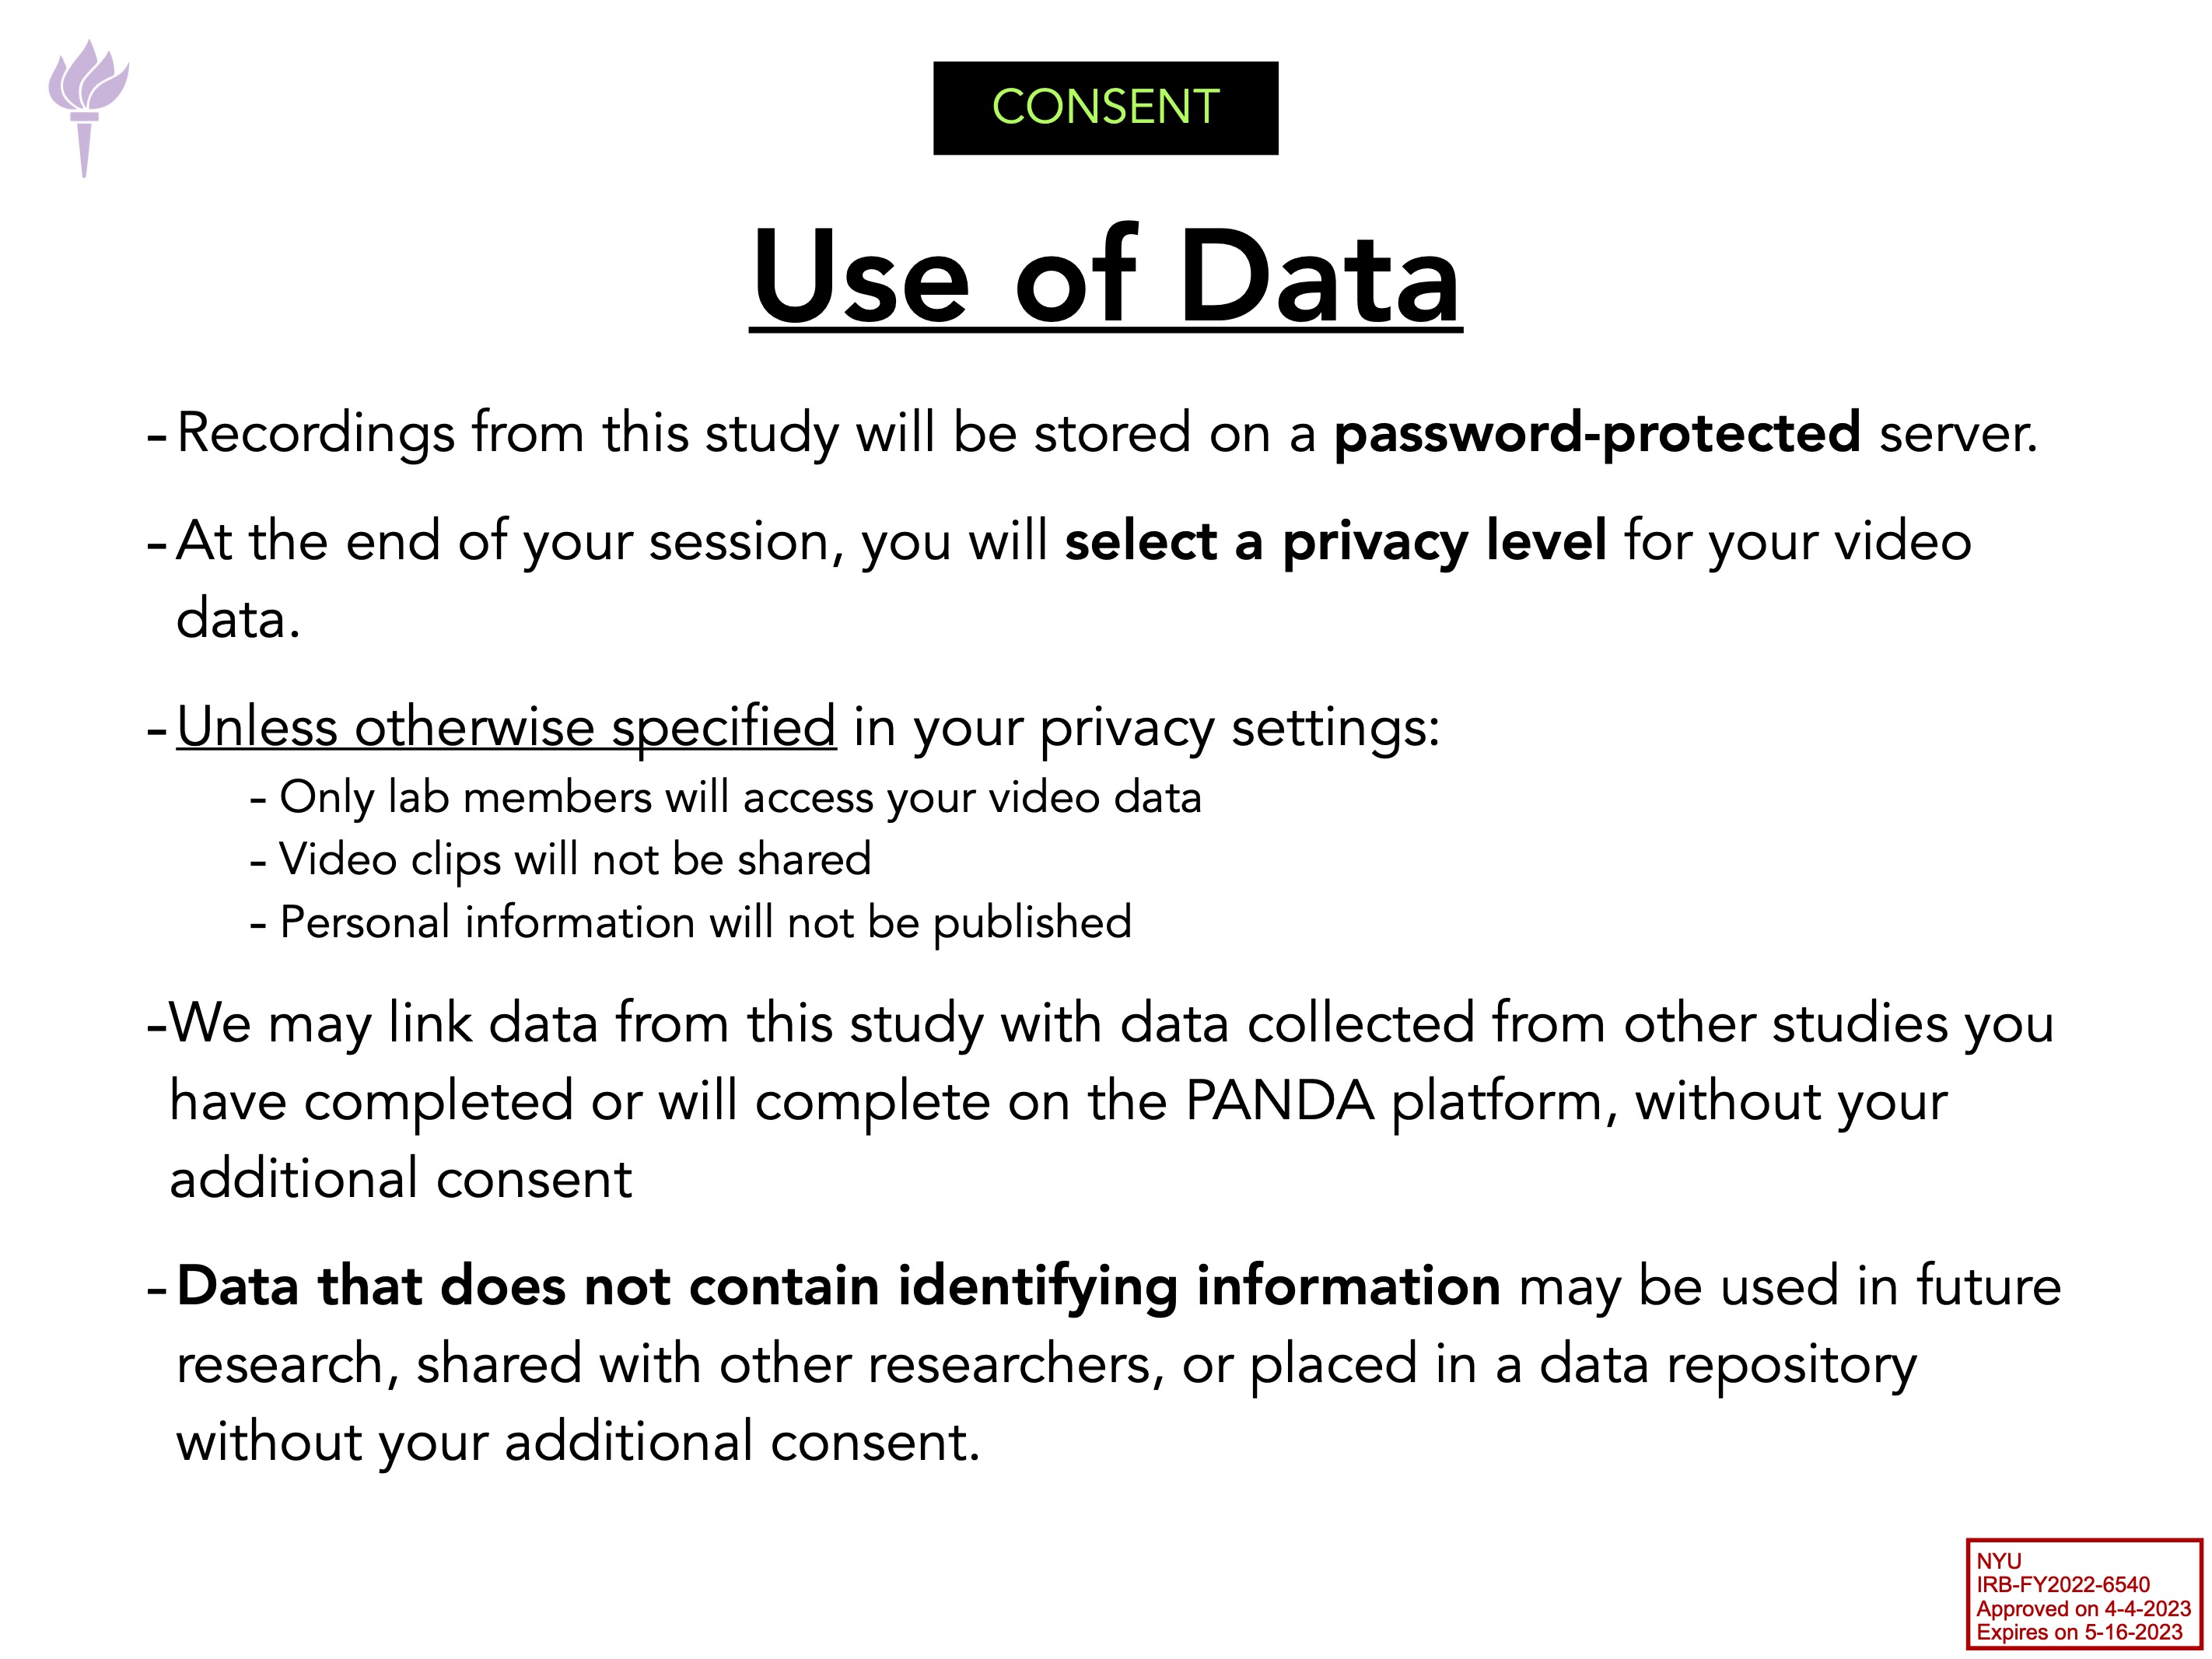 CONSENT
Use of Data
-Recordings from this study will be stored on a password-protected server.
-At the end of your session, you will select a privacy level for your video
data.
-Unless otherwise specified in your privacy settings:
- Only lab members will access your video data
- Video clips will not be shared
- Personal information will not be published
-We may link data from this study with data collected from other studies you
have completed or will complete on the PANDA platform, without your
additional consent
-Data that does not contain identifying information may be used in future
research, shared with other researchers, or placed in a data repository
without your additional consent.
NYU
IRB-FY2022-6540
Approved on 4-4-2023
Expires on 5-16-2023